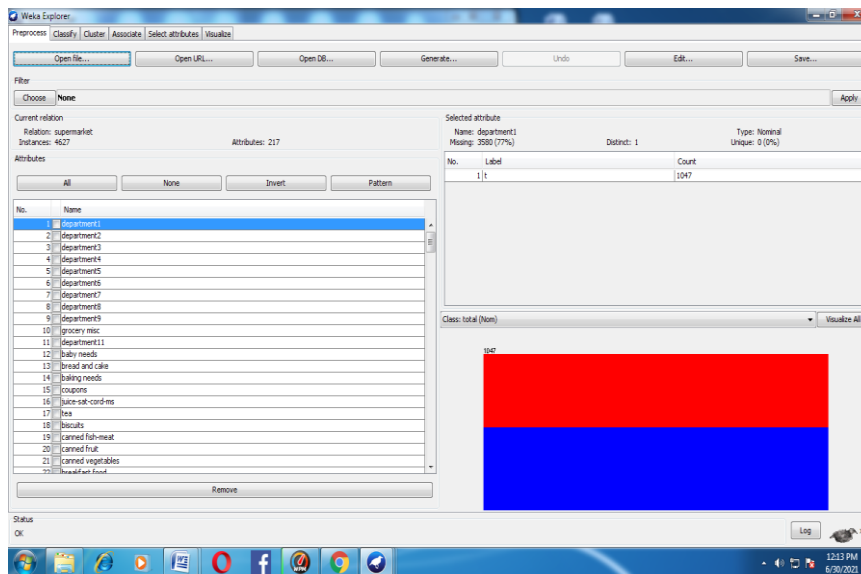 Weka Explorer
Preprocess Classify Cluster Associate Select attributes Visualize
Open file... Open URL... Open DB... Generate... Undo Edit... Save...
Filter
Choose None Apply
Current relation
Relation: supermarket
Instances: 4627 Attributes: 217
Attributes
All None Invert Pattern
No. Name
1 department1
2 department2
3 department3
4 department4
5 department5
6 department6
7 department7
8 department8
9 department9
10 grocery misc
11 department11
12 baby needs
13 bread and cake
14 baking needs
15 coupons
16 juice-sat-cord-ms
17 tea
18 biscuits
19 canned fish-meat
20 canned fruit
21 canned vegetables
22 breakfast food
Remove
Selected attribute
Name: department1 Type: Nominal
Missing: 3580 (77%) Distinct: 1 Unique: 0 (0%)
No. Label Count
1 t 1047
Class: total (Nom) Visualize All
1047
Status
OK Log
12:13 PM
6/30/2021